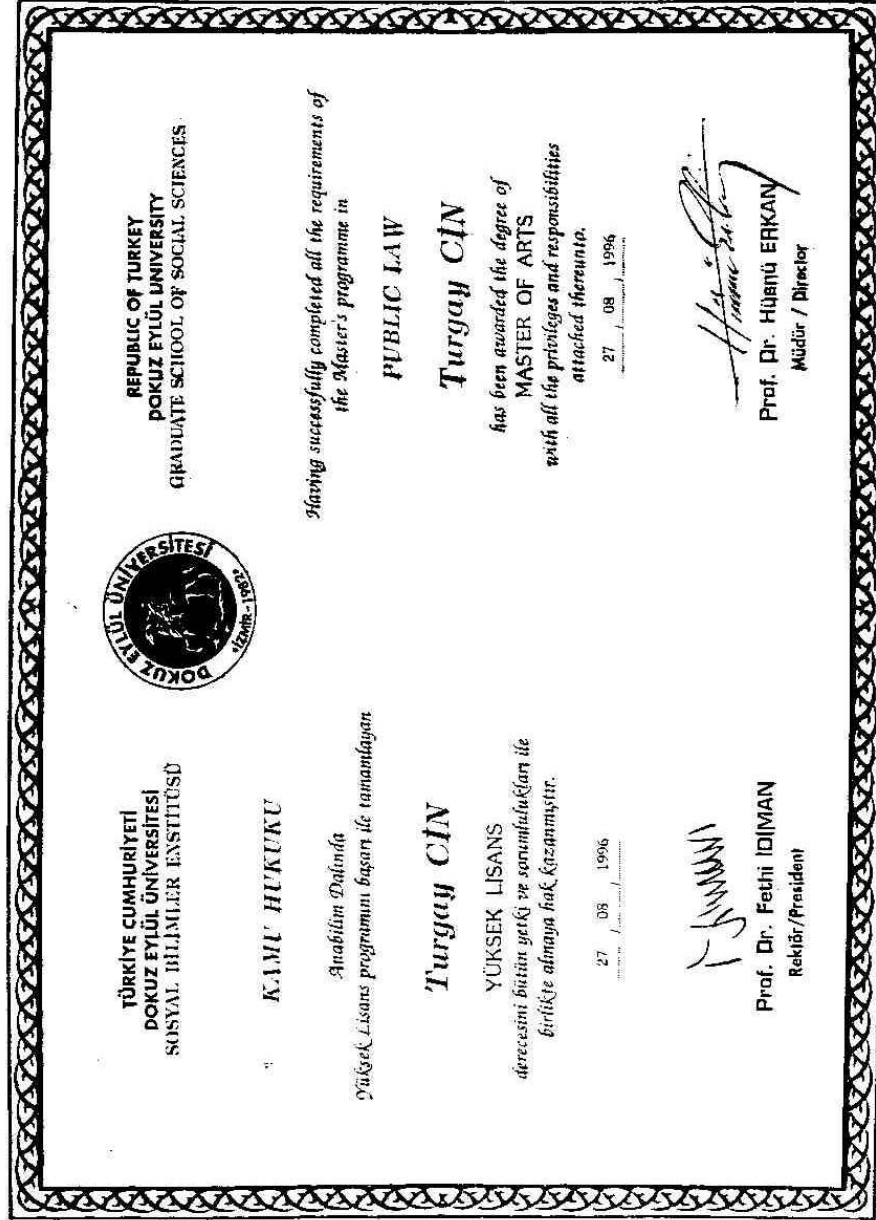 TÜRKİYE CUMHURİYETİ
DOKUZ EYLÜL ÜNİVERSİTESİ
SOSYAL BİLİMLER ENSTİTÜSÜ
KAMU HUKUKU
Anabilim Dalında
Yüksek Lisans programını başarı ile tamamlayan
Turgay CİN
YÜKSEK LİSANS
derecesini bütün yetki ve sorumlulukları ile
birlikte almaya hak kazanmıştır.
27 / 08 / 1996
Prof. Dr. Fethi İDİMAN
Rektör/President
DOKUZ EYLÜL ÜNİVERSİTESİ
İZMİR-1982
REPUBLIC OF TURKEY
DOKUZ EYLÜL UNIVERSITY
GRADUATE SCHOOL OF SOCIAL SCIENCES
Having successfully completed all the requirements of
the Master's programme in
PUBLIC LAW
Turgay CİN
has been awarded the degree of
MASTER OF ARTS
with all the privileges and responsibilities
attached thereunto.
27 / 08 / 1996
Prof. Dr. Hüsnü ERKAN
Müdür / Director